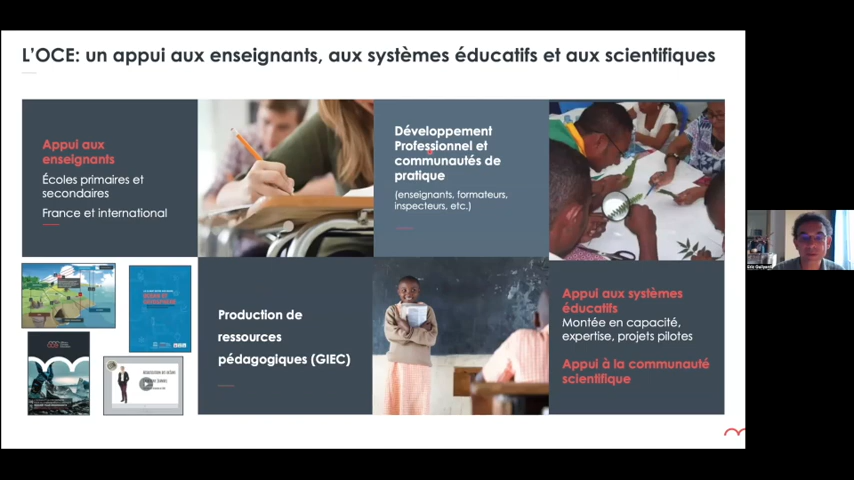 L'OCE: un appui aux enseignants, aux systèmes éducatifs et aux scientifiques
Appui aux
enseignants
Écoles primaires et
secondaires
France et international
Développement
Professionnel et
communautés de
pratique
(enseignants, formateurs,
inspecteurs, etc.)
Production de
ressources
pédagogiques (GIEC)
Appui aux systèmes
éducatifs
Montée en capacité,
expertise, projets pilotes
Appui à la communauté
scientifique